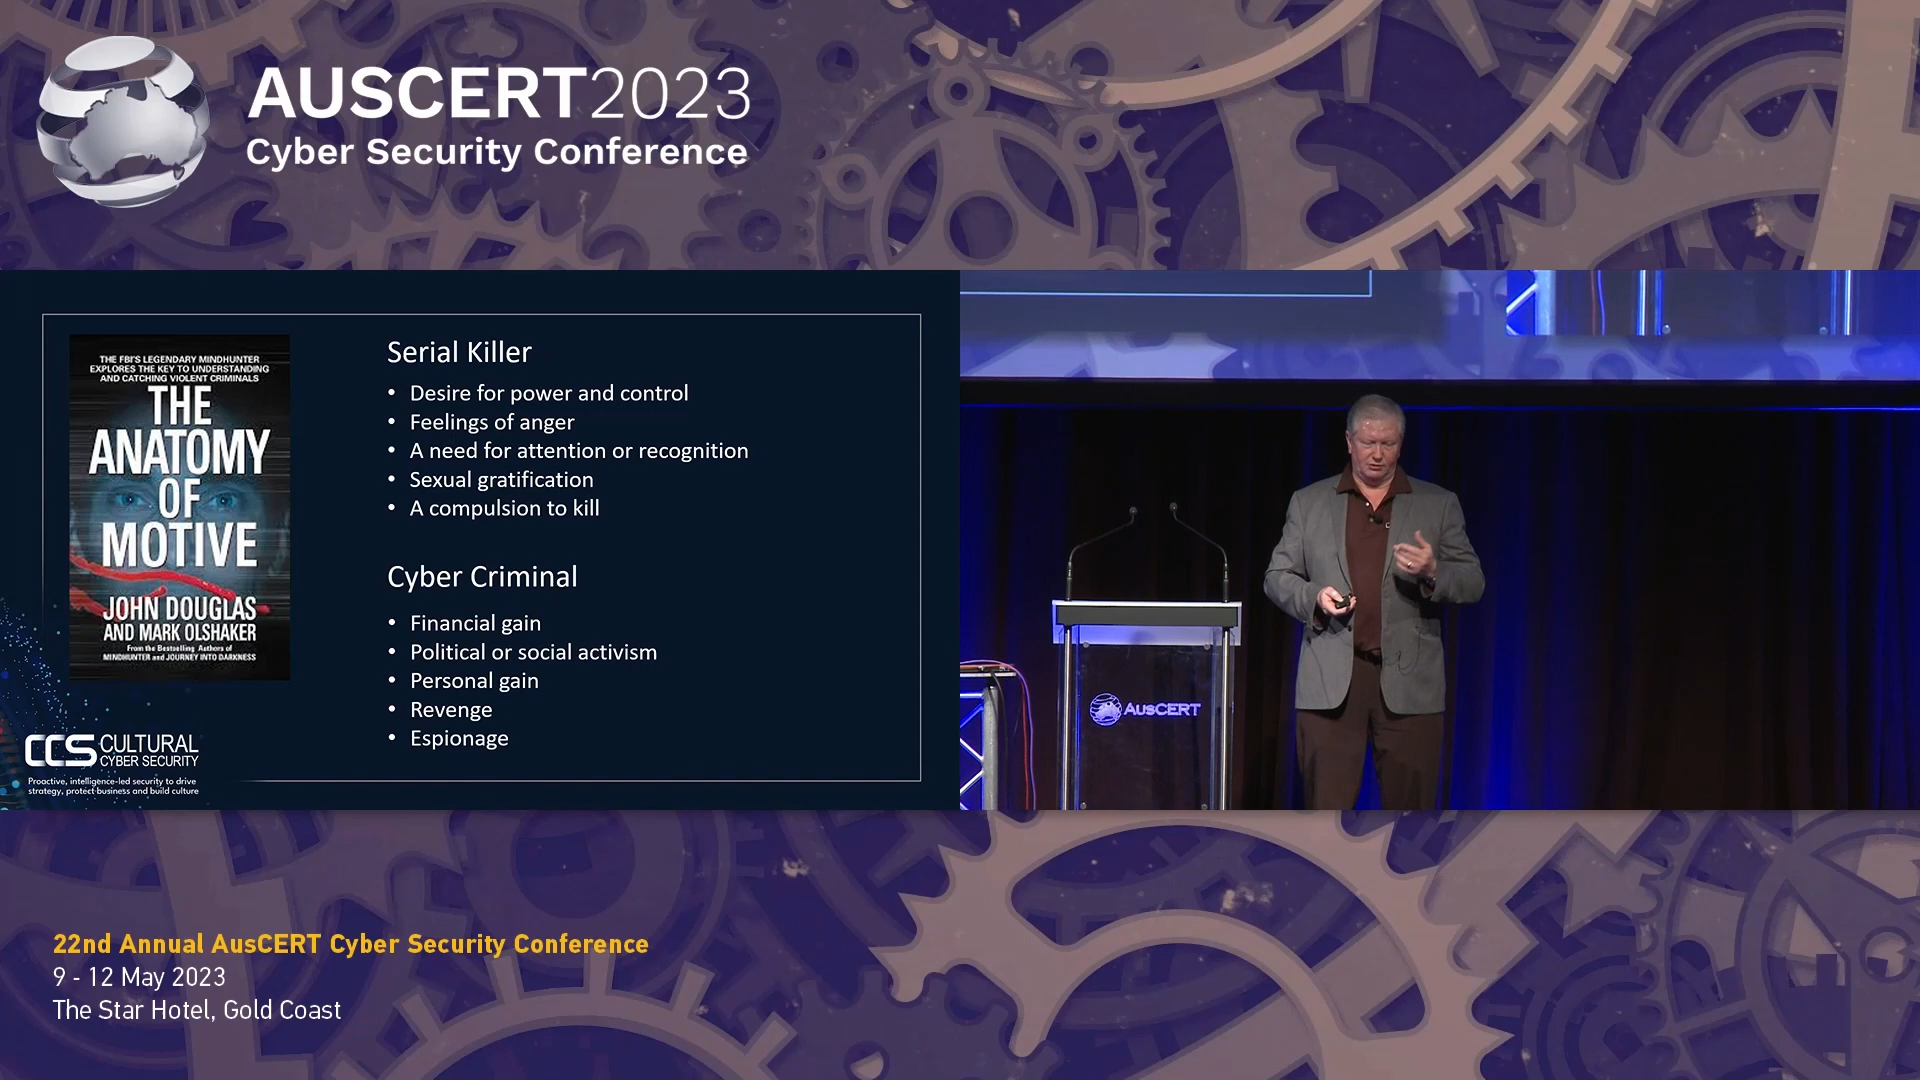 AUSCERT2023
Cyber Security Conference
THE FBI'S LEGENDARY MINDHUNTER
EXPLORES THE KEY TO UNDERSTANDING
AND CATCHING VIOLENT CRIMINALS
THE
ANATOMY
OF
MOTIVE
JOHN DOUGLAS
AND MARK OLSHAKER
From the Bestselling Authors of
MINDHUNTER and JOURNEY INTO DARKNESS
CCS CULTURAL
CYBER SECURITY
Proactive, intelligence-led security to drive
strategy, protect business and build culture
Serial Killer
• Desire for power and control
• Feelings of anger
• A need for attention or recognition
• Sexual gratification
• A compulsion to kill
Cyber Criminal
• Financial gain
• Political or social activism
• Personal gain
• Revenge
• Espionage
AUSCERT
22nd Annual AusCERT Cyber Security Conference
9 - 12 May 2023
The Star Hotel, Gold Coast